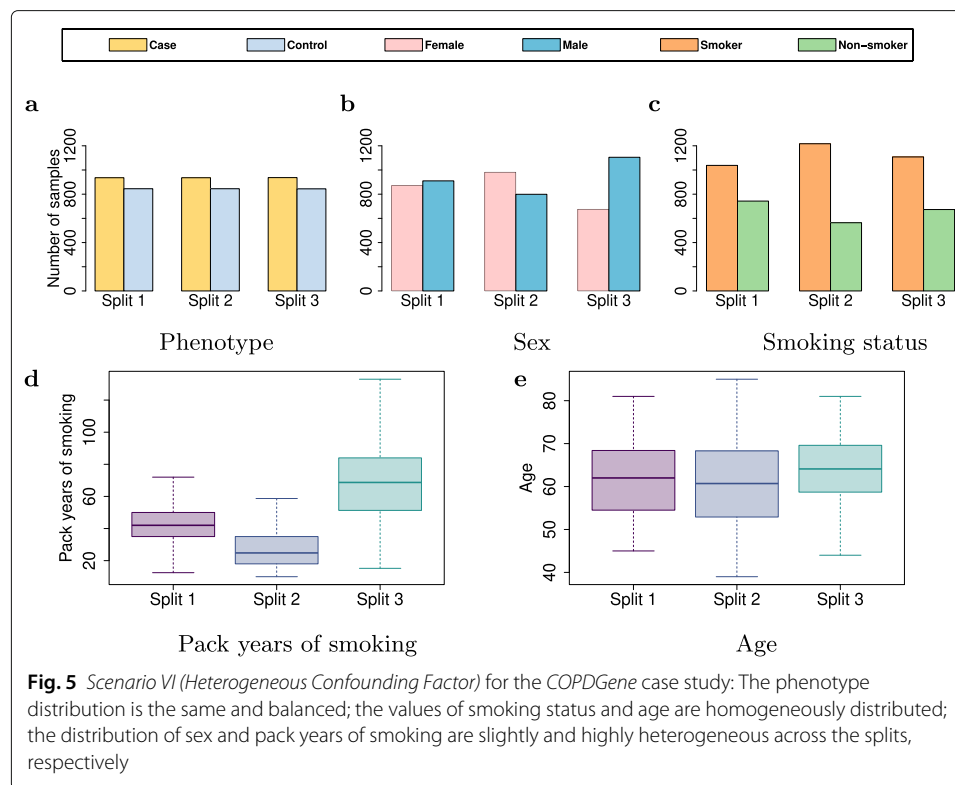 Case Control Female Male Smoker Non-smoker
a b c
Number of samples
0 400 800 1200
Split 1 Split 2 Split 3
Phenotype
0 400 800 1200
Split 1 Split 2 Split 3
Sex
0 400 800 1200
Split 1 Split 2 Split 3
Smoking status
d
Pack years of smoking
20 60 100
Split 1 Split 2 Split 3
Pack years of smoking
e
Age
40 50 60 70 80
Split 1 Split 2 Split 3
Age
Fig. 5 Scenario VI (Heterogeneous Confounding Factor) for the COPDGene case study: The phenotype
distribution is the same and balanced; the values of smoking status and age are homogeneously distributed;
the distribution of sex and pack years of smoking are slightly and highly heterogeneous across the splits,
respectively